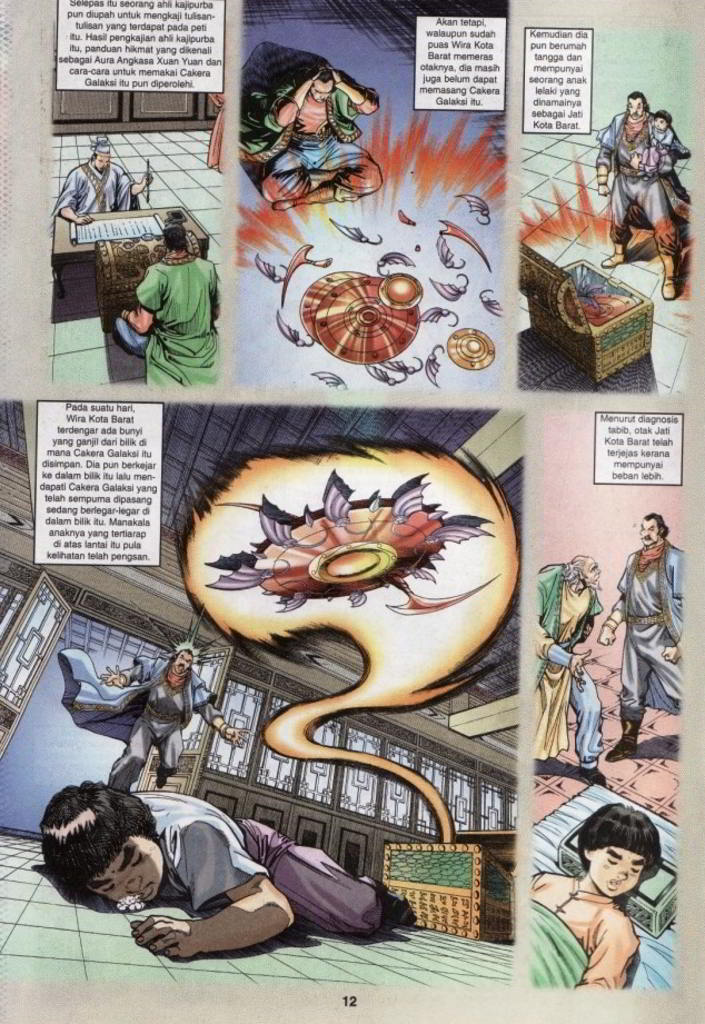 Selepas itu seorang ahli kajipurba
pun diupah untuk mengkaji tulisan-
tulisan yang terdapat pada peti
itu. Hasil pengkajian ahli kajipurba
itu, panduan hikmat yang dikenali
sebagai Aura Angkasa Xuan Yuan dan
cara-cara untuk memakai Cakera
Galaksi itu pun diperolehi.
Akan tetapi,
walaupun sudah
puas Wira Kota
Barat memeras
otaknya, dia masih
juga belum dapat
memasang Cakera
Galaksi itu.
Kemudian dia
pun berumah
tangga dan
mempunyai
seorang anak
lelaki yang
dinamainya
sebagai Jati
Kota Barat.
Pada suatu hari,
Wira Kota Barat
terdengar ada bunyi
yang ganjil dari bilik di
mana Cakera Galaksi itu
disimpan. Dia pun berkejar
ke dalam bilik itu lalu men-
dapati Cakera Galaksi yang
telah sempurna dipasang
sedang berlegar-legar di
dalam bilik itu. Manakala
anaknya yang tertiarap
di atas lantai itu pula
kelihatan telah pengsan.
Menurut diagnosis
tabib, otak Jati
Kota Barat telah
terjejas kerana
mempunyai
beban lebih.
12